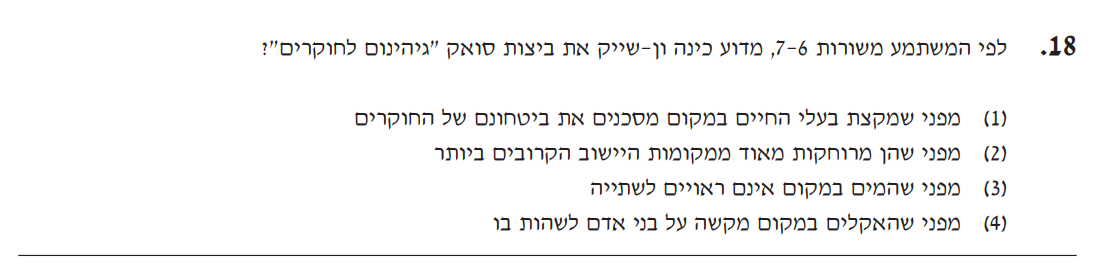 18. לפי המשתמע משורות 6–7, מדוע כינה ון-שייק את ביצות סואק "גיהינום לחוקרים"?
(1) מפני שמקצת בעלי החיים במקום מסכנים את ביטחונם של החוקרים
(2) מפני שהן מרוחקות מאוד ממקומות היישוב הקרובים ביותר
(3) מפני שהמים במקום אינם ראויים לשתייה
(4) מפני שהאקלים במקום מקשה על בני אדם לשהות בו